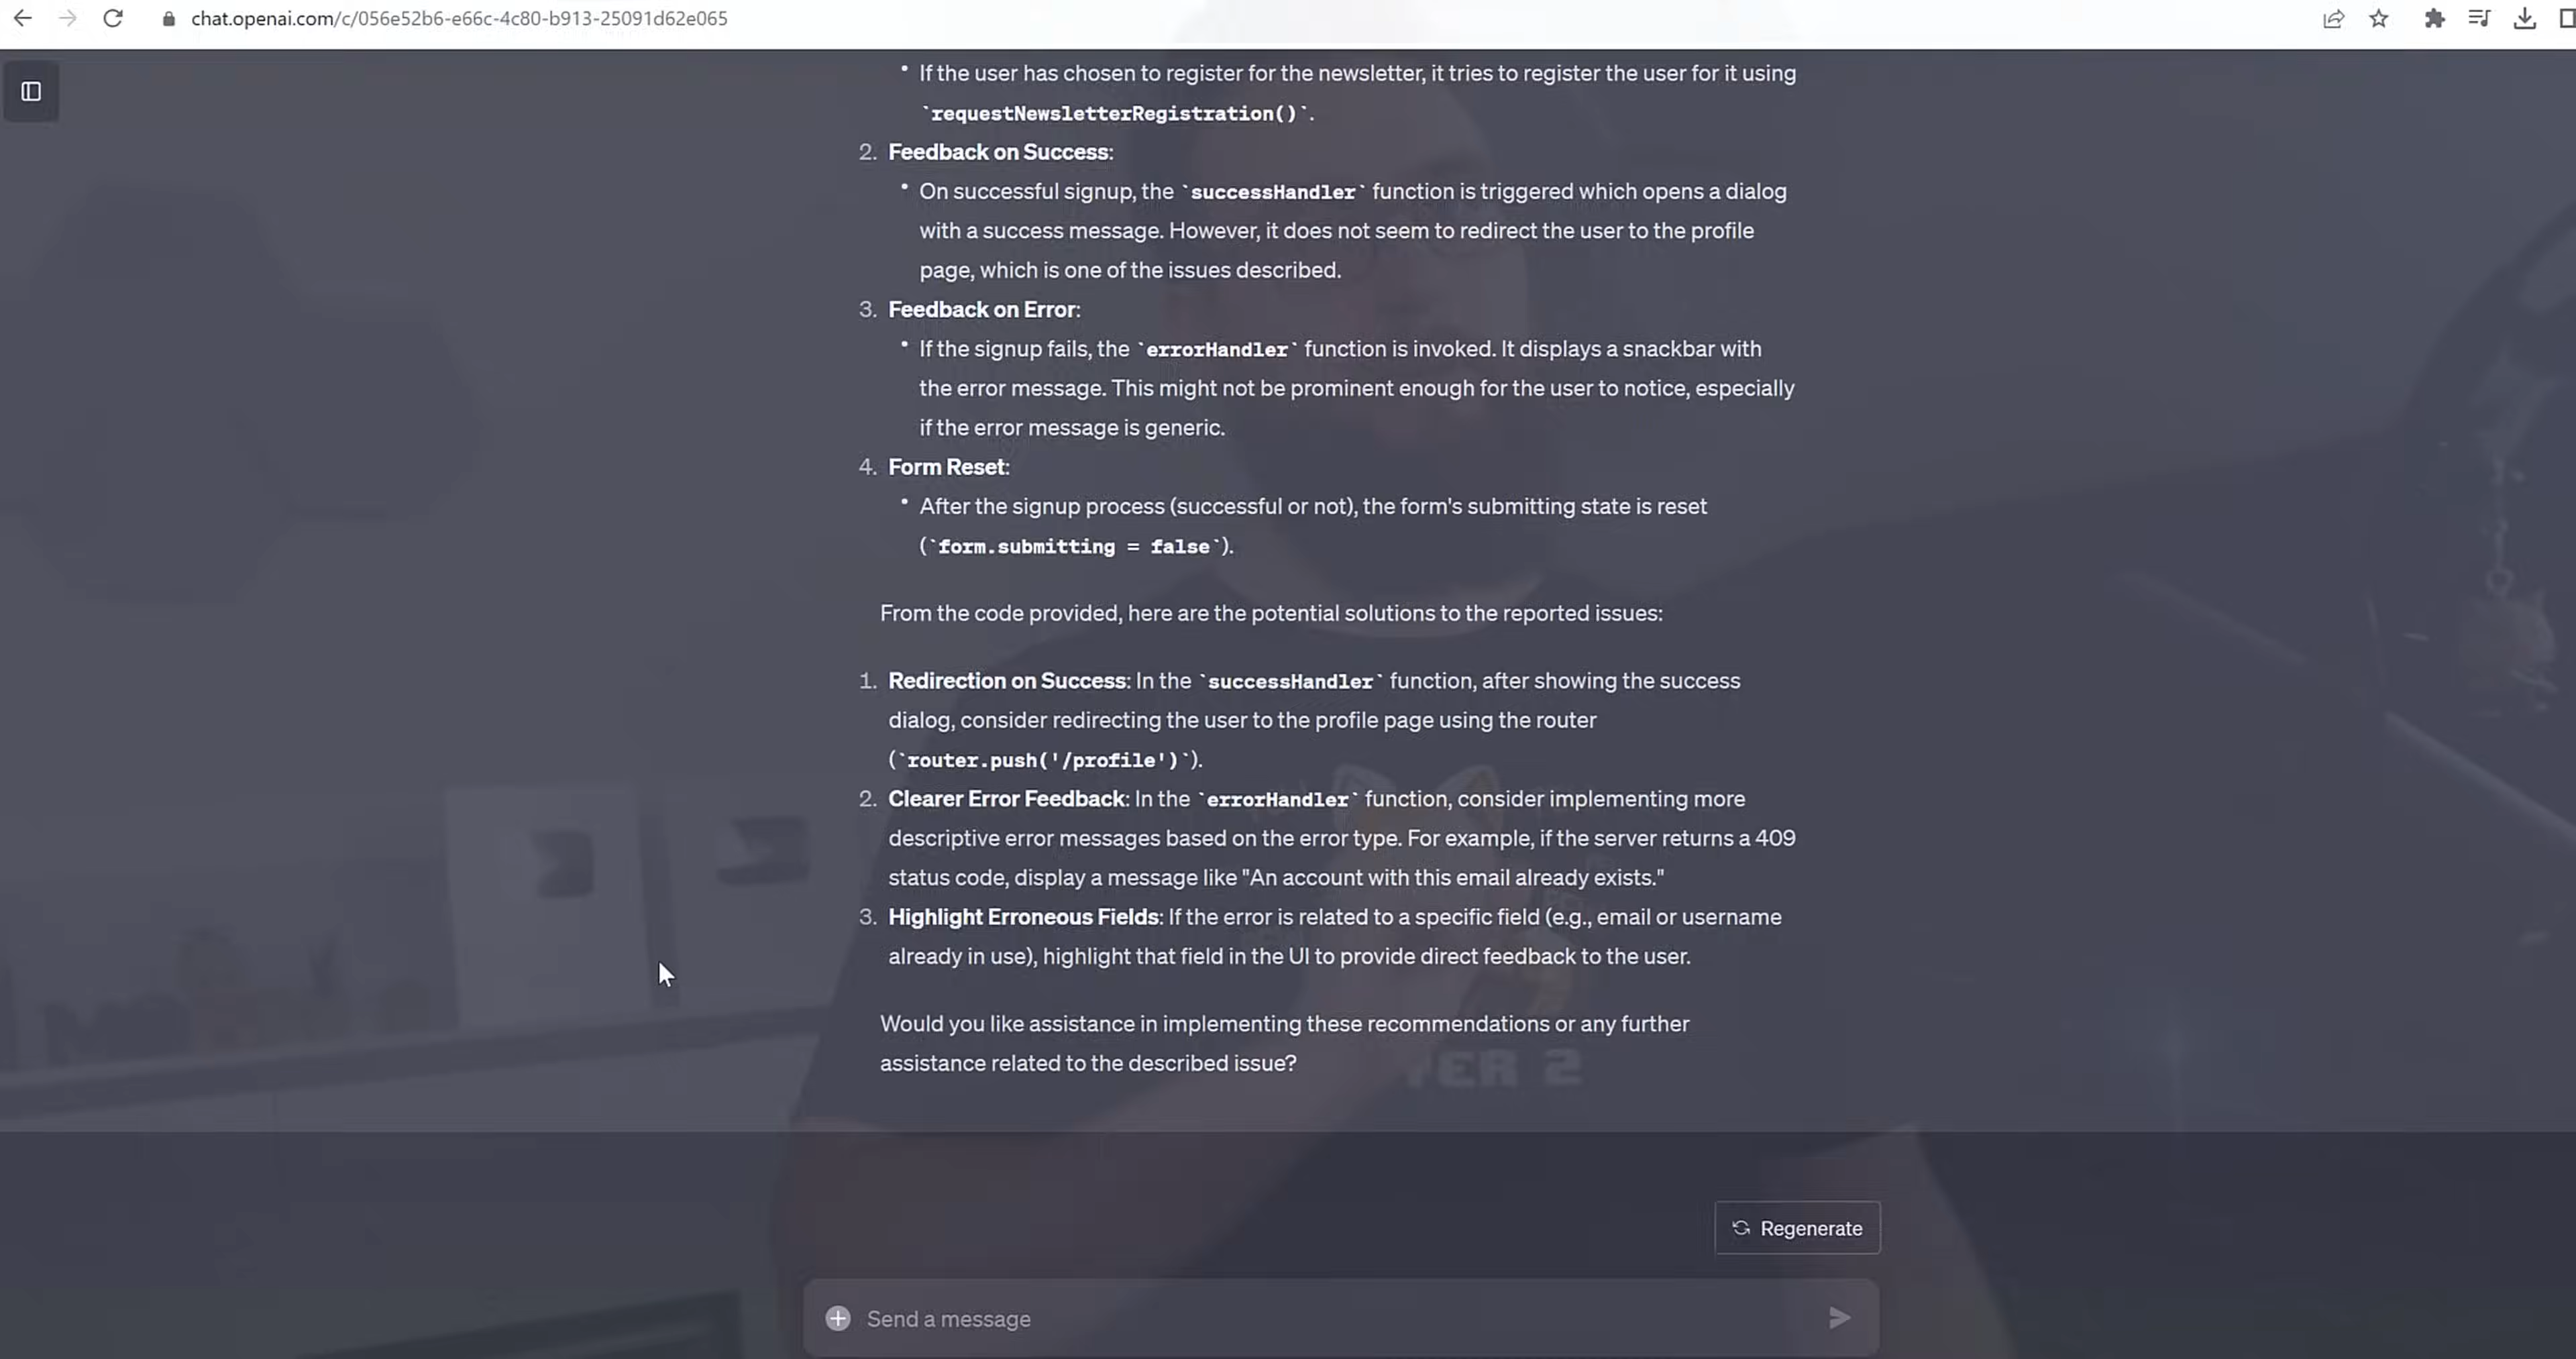 chat.openai.com/c/056e52b6-e66c-4c80-b913-25091d62e065
• If the user has chosen to register for the newsletter, it tries to register the user for it using
`requestNewsletterRegistration()`.
2. Feedback on Success:
• On successful signup, the `successHandler` function is triggered which opens a dialog
with a success message. However, it does not seem to redirect the user to the profile
page, which is one of the issues described.
3. Feedback on Error:
• If the signup fails, the `errorHandler` function is invoked. It displays a snackbar with
the error message. This might not be prominent enough for the user to notice, especially
if the error message is generic.
4. Form Reset:
• After the signup process (successful or not), the form's submitting state is reset
(`form.submitting = false`).
From the code provided, here are the potential solutions to the reported issues:
1. Redirection on Success: In the `successHandler` function, after showing the success
dialog, consider redirecting the user to the profile page using the router
(`router.push('/profile')`).
2. Clearer Error Feedback: In the `errorHandler` function, consider implementing more
descriptive error messages based on the error type. For example, if the server returns a 409
status code, display a message like "An account with this email already exists."
3. Highlight Erroneous Fields: If the error is related to a specific field (e.g., email or username
already in use), highlight that field in the UI to provide direct feedback to the user.
Would you like assistance in implementing these recommendations or any further
assistance related to the described issue?
2
Regenerate
Send a message